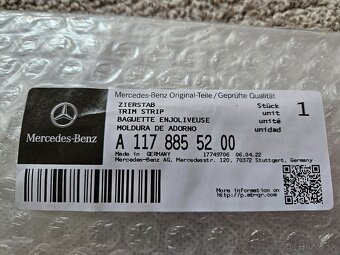 Mercedes-Benz Original-Teile / Geprüfte Qualität
ZIERSTAB
TRIM STRIP
BAGUETTE ENJOLIVEUSE
MOLDURA DE ADORNO
Stück
unit
unité
unidad
1
Mercedes-Benz
A 117 885 52 00
Made in GERMANY 17749706 06.04.22
Mercedes-Benz AG, Mercedesstr. 120, 70372 Stuttgart, Germany
More information on
http://p.mb-qr.com